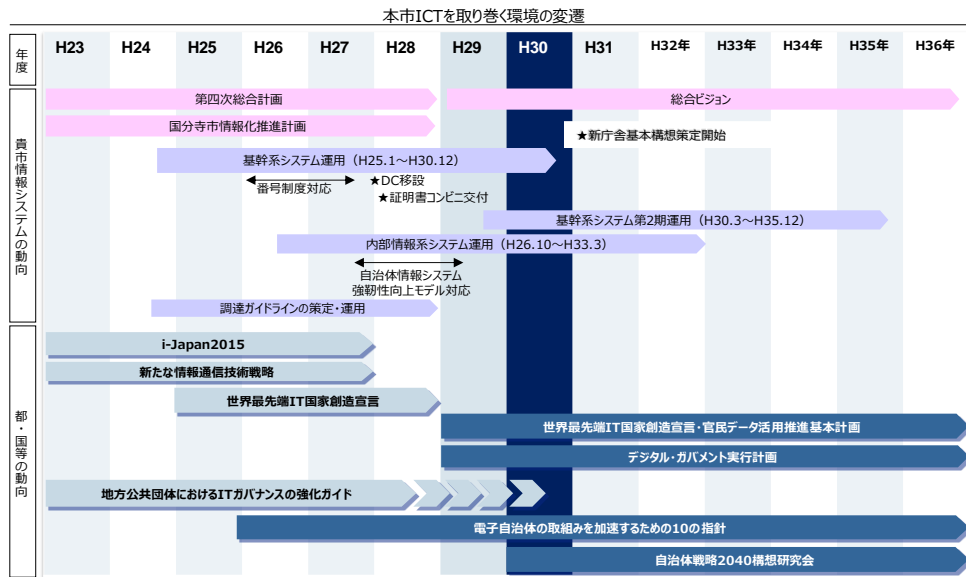 本市ICTを取り巻く環境の変遷
年度
H23 H24 H25 H26 H27 H28 H29 H30 H31 H32年 H33年 H34年 H35年 H36年
貴市情報システムの動向
第四次総合計画
総合ビジョン
国分寺市情報化推進計画
★新庁舎基本構想策定開始
基幹系システム運用（H25.1～H30.12）
番号制度対応
★DC移設
★証明書コンビニ交付
基幹系システム第2期運用（H30.3～H35.12）
内部情報系システム運用（H26.10～H33.3）
自治体情報システム
強靭性向上モデル対応
調達ガイドラインの策定・運用
都・国等の動向
i-Japan2015
新たな情報通信技術戦略
世界最先端IT国家創造宣言
世界最先端IT国家創造宣言・官民データ活用推進基本計画
デジタル・ガバメント実行計画
地方公共団体におけるITガバナンスの強化ガイド
電子自治体の取組みを加速するための10の指針
自治体戦略2040構想研究会